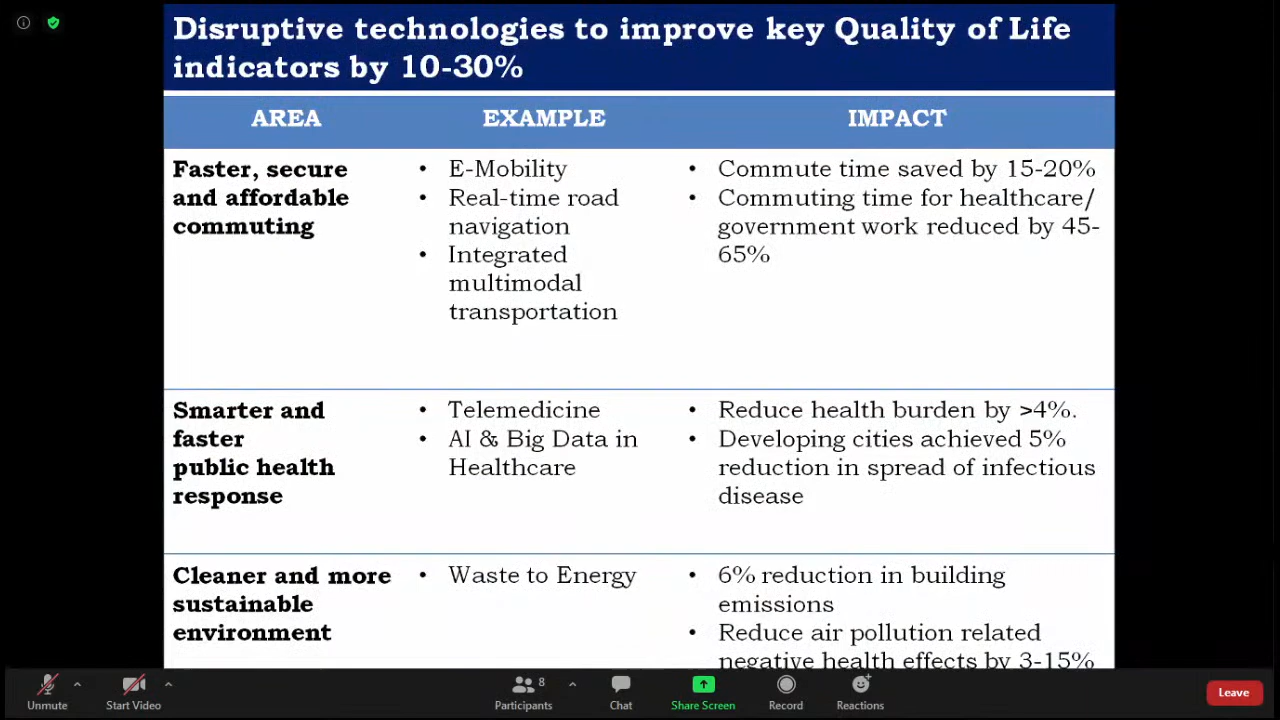 Disruptive technologies to improve key Quality of Life
indicators by 10-30%
AREA
EXAMPLE
IMPACT
Faster, secure
and affordable
commuting
• E-Mobility
• Real-time road
navigation
• Integrated
multimodal
transportation
• Commute time saved by 15-20%
• Commuting time for healthcare/
government work reduced by 45-
65%
Smarter and
faster
public health
response
• Telemedicine
• AI & Big Data in
Healthcare
• Reduce health burden by >4%.
• Developing cities achieved 5%
reduction in spread of infectious
disease
Cleaner and more
sustainable
environment
• Waste to Energy
• 6% reduction in building
emissions
• Reduce air pollution related
negative health effects by 3-15%
Unmute
Start Video
8
Participants
Chat
Share Screen
Record
Reactions
Leave